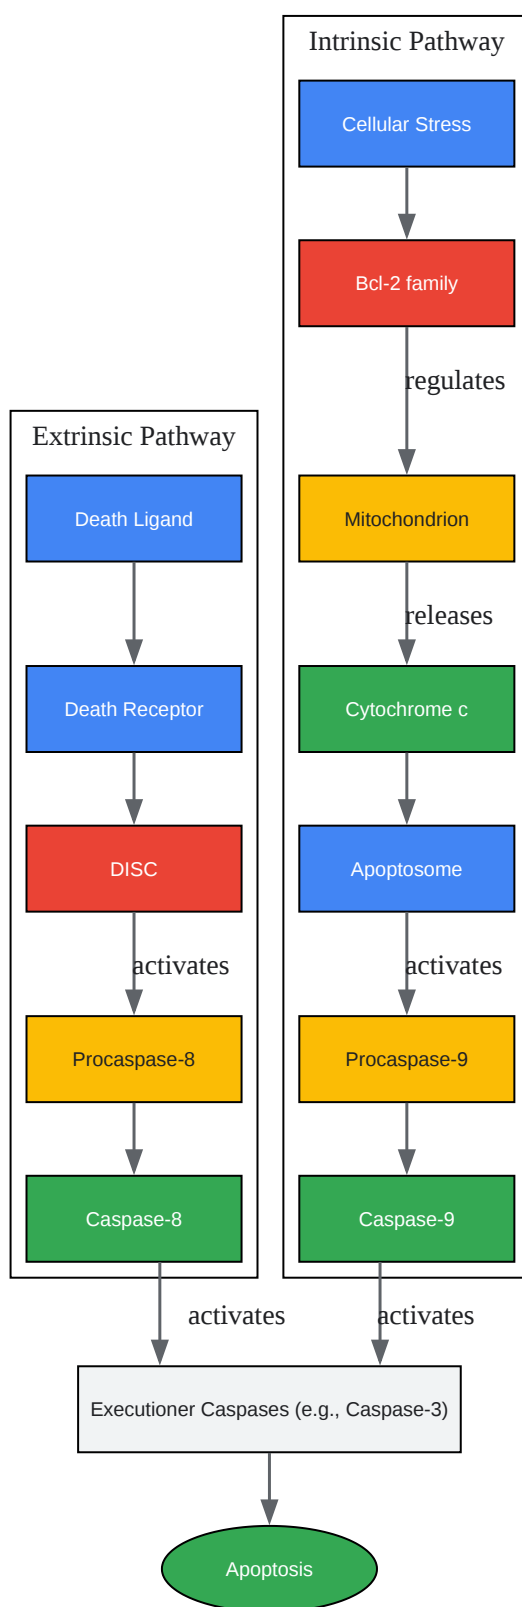 Intrinsic Pathway
Cellular Stress
Bcl-2 family
regulates
Mitochondrion
releases
Cytochrome c
Apoptosome
activates
Procaspase-9
Caspase-9
activates
Extrinsic Pathway
Death Ligand
Death Receptor
DISC
activates
Procaspase-8
Caspase-8
activates
Executioner Caspases (e.g., Caspase-3)
Apoptosis